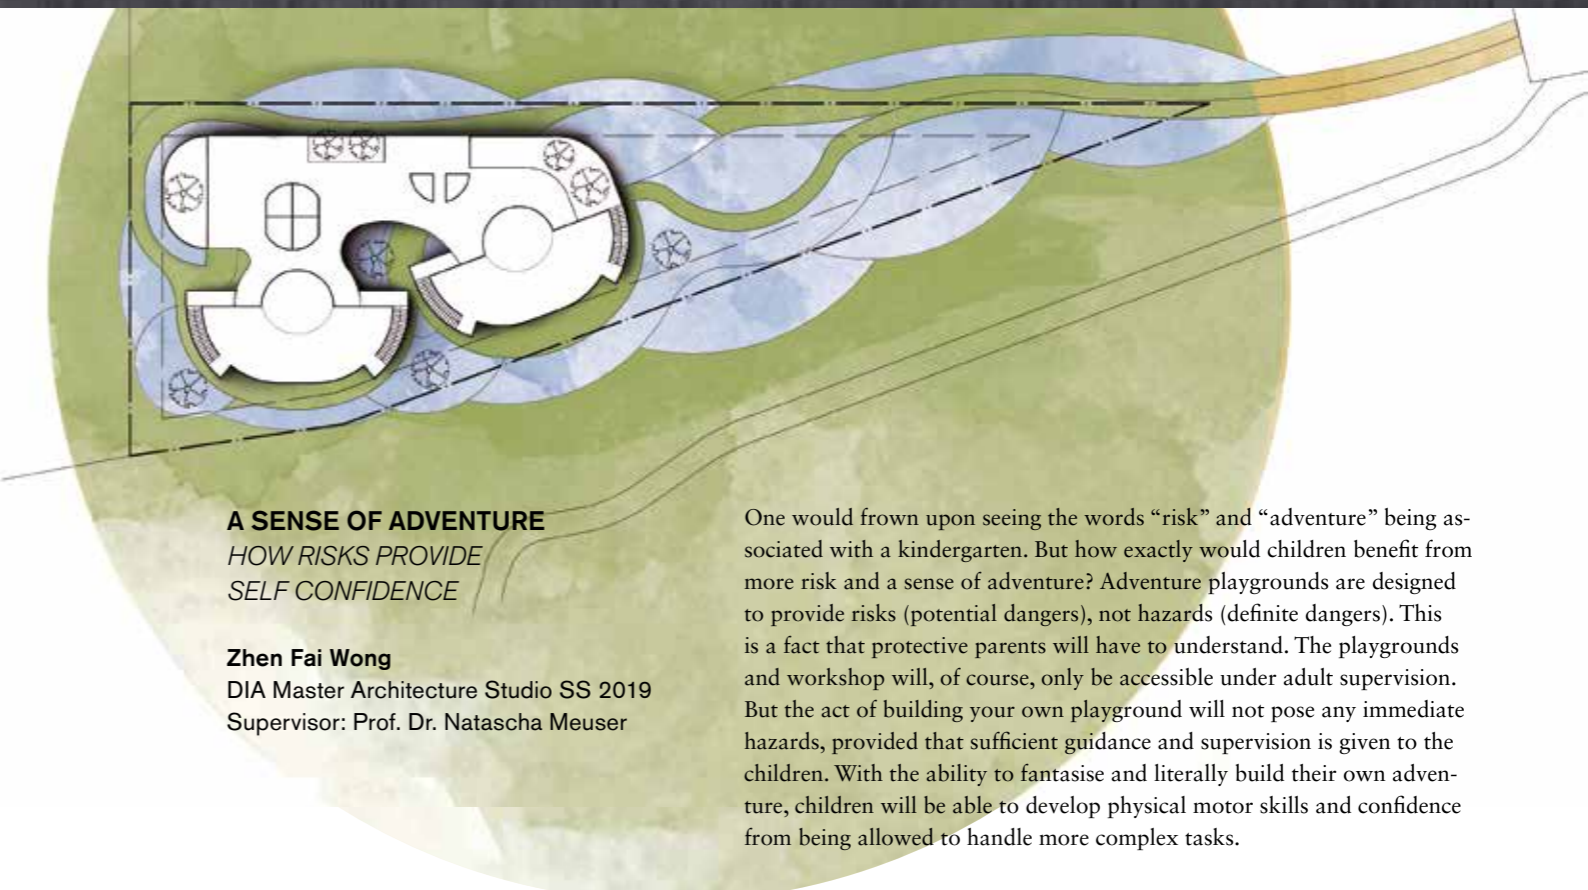 A SENSE OF ADVENTURE
HOW RISKS PROVIDE
SELF CONFIDENCE
Zhen Fai Wong
DIA Master Architecture Studio SS 2019
Supervisor: Prof. Dr. Natascha Meuser
One would frown upon seeing the words “risk” and “adventure” being as-
sociated with a kindergarten. But how exactly would children benefit from
more risk and a sense of adventure? Adventure playgrounds are designed
to provide risks (potential dangers), not hazards (definite dangers). This
is a fact that protective parents will have to understand. The playgrounds
and workshop will, of course, only be accessible under adult supervision.
But the act of building your own playground will not pose any immediate
hazards, provided that sufficient guidance and supervision is given to the
children. With the ability to fantasise and literally build their own adven-
ture, children will be able to develop physical motor skills and confidence
from being allowed to handle more complex tasks.